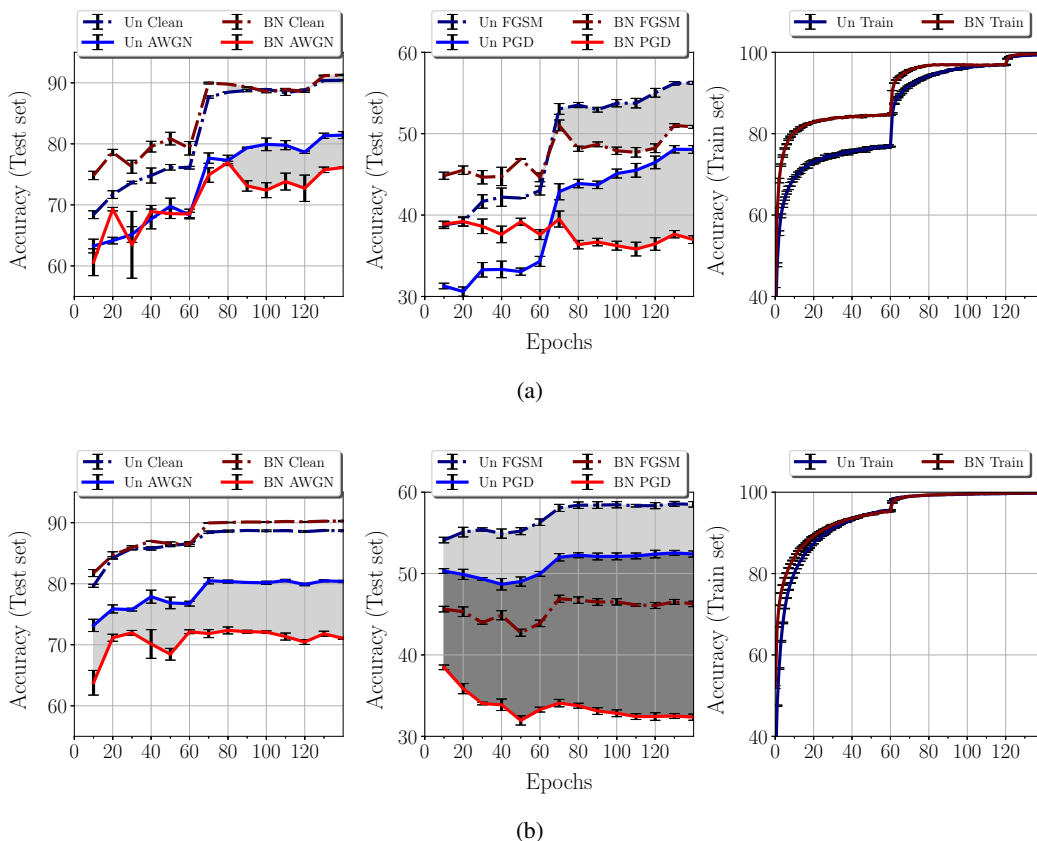 Un Clean BN Clean
Un AWGN BN AWGN
Un FGSM BN FGSM
Un PGD BN PGD
Un Train BN Train
Accuracy (Test set)
90
80
70
60
0 20 40 60 80 100 120
Accuracy (Test set)
60
50
40
30
0 20 40 60 80 100 120
Epochs
Accuracy (Train set)
100
80
60
40
0 20 40 60 80 100 120
(a)
Un Clean BN Clean
Un AWGN BN AWGN
Un FGSM BN FGSM
Un PGD BN PGD
Un Train BN Train
Accuracy (Test set)
90
80
70
60
0 20 40 60 80 100 120
Accuracy (Test set)
60
50
40
30
0 20 40 60 80 100 120
Epochs
Accuracy (Train set)
100
80
60
40
0 20 40 60 80 100 120
(b)